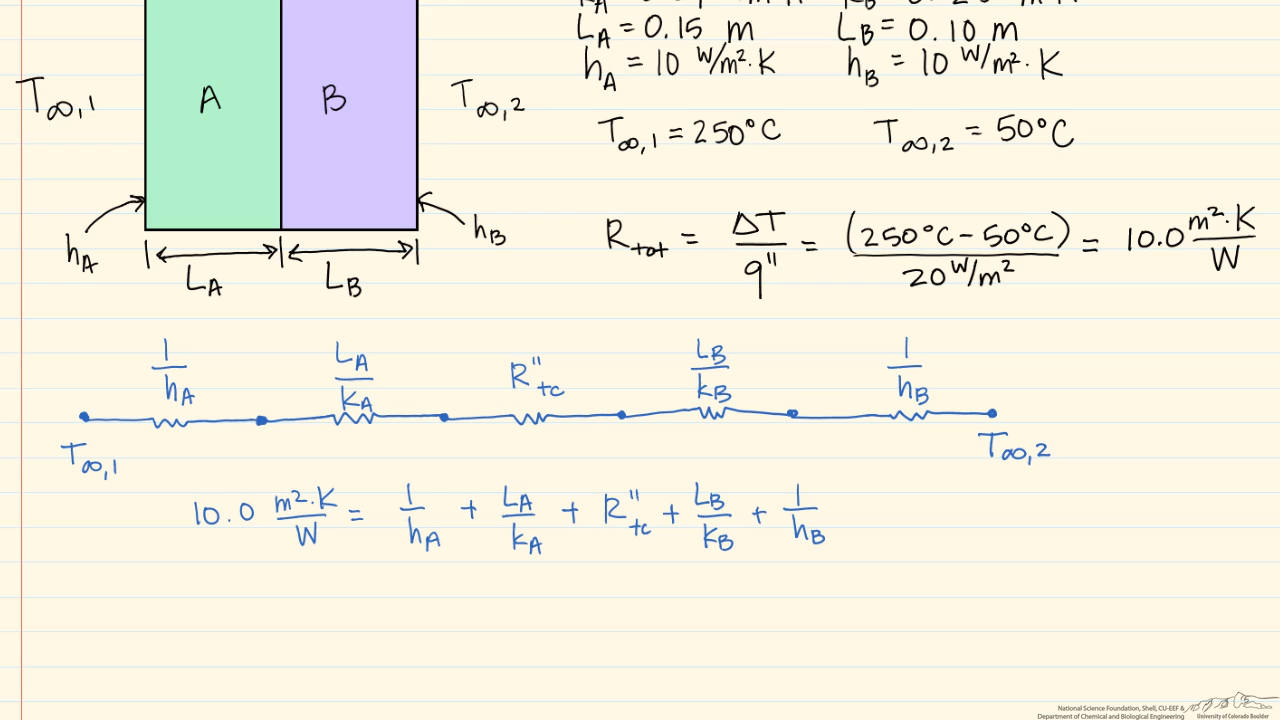 L_A = 0.15 m L_B = 0.10 m
h_A = 10 W/m²·K h_B = 10 W/m²·K
T∞,1 A B T∞,2
T∞,1 = 250°C T∞,2 = 50°C
h_A h_B
L_A L_B
R_tot = ΔT/q" = (250°C − 50°C)/20 W/m² = 10.0 m²·K/W
1/h_A L_A/k_A R"_tc L_B/k_B 1/h_B
T∞,1 T∞,2
10.0 m²·K/W = 1/h_A + L_A/k_A + R"_tc + L_B/k_B + 1/h_B
National Science Foundation, Shell, CU-EEF &
Department of Chemical and Biological Engineering University of Colorado Boulder